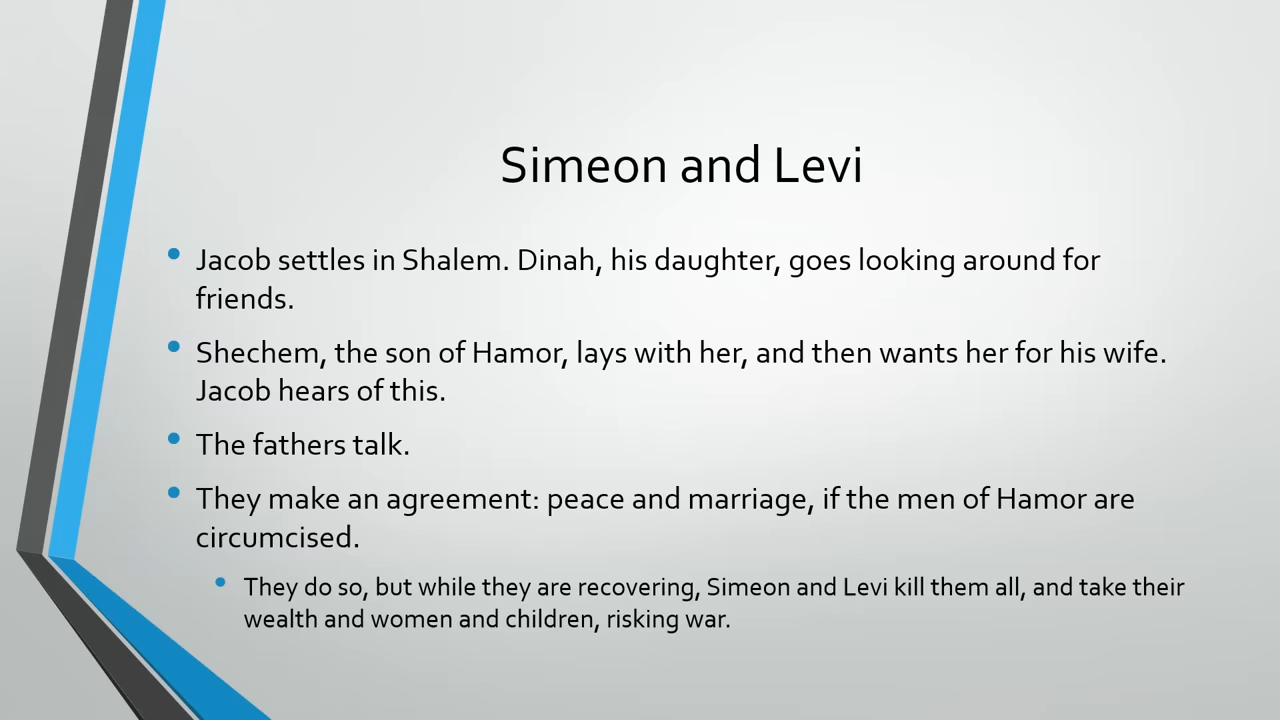 Simeon and Levi
• Jacob settles in Shalem. Dinah, his daughter, goes looking around for
friends.
• Shechem, the son of Hamor, lays with her, and then wants her for his wife.
Jacob hears of this.
• The fathers talk.
• They make an agreement: peace and marriage, if the men of Hamor are
circumcised.
• They do so, but while they are recovering, Simeon and Levi kill them all, and take their
wealth and women and children, risking war.